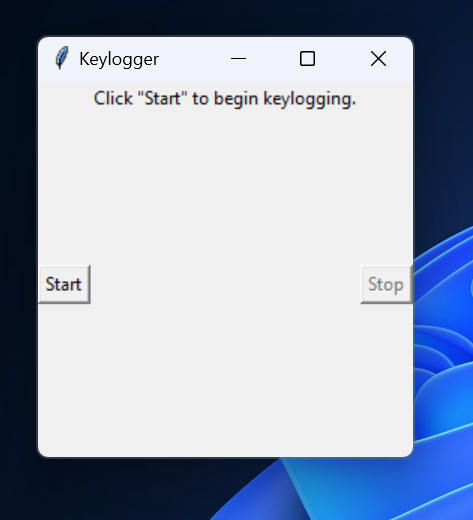 Keylogger
Click "Start" to begin keylogging.
Start
Stop